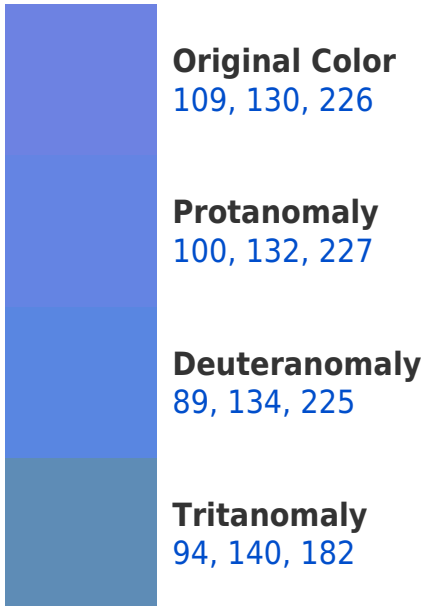 Original Color
109, 130, 226
Protanomaly
100, 132, 227
Deuteranomaly
89, 134, 225
Tritanomaly
94, 140, 182